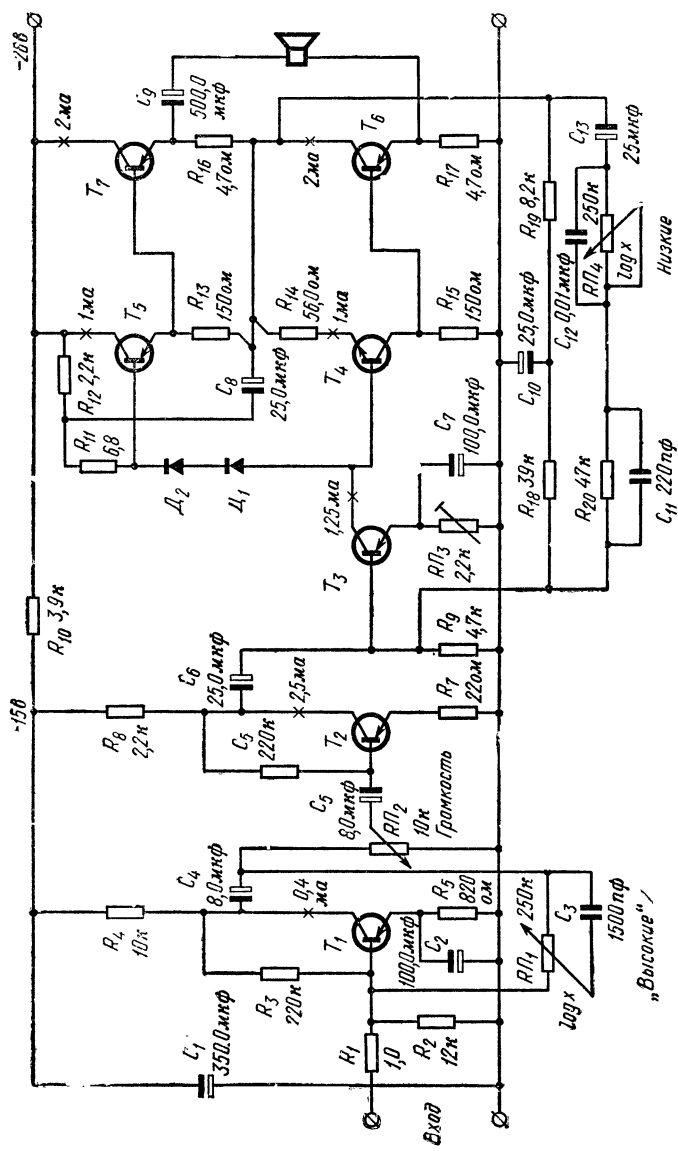 -26в
-15в
C₁
350.0мкф
R₄
10к
R₃
220к
C₄
8,0мкф
0,4
ма
T₁
R₁
1,0
R₂
12к
Вход
100,0мкф
C₂
R₅
820
ом
RП₁
250к
log x
C₃
1500пф
„Высокие“
R₈
2,2к
C₅
220к
C₅
8,0мкф
RП₂
10к
Громкость
C₆
25,0мкф
2,5ма
T₂
R₇
22ом
R₁₀ 3,9к
R₉
4,7к
T₃
1,25ма
RП₃
2,2к
C₇
100,0мкф
R₁₁
6,8
R₁₂ 2,2к
Д₂
Д₁
1ма
T₅
R₁₃
150ом
C₈
25,0мкф
R₁₄
56,0ом
1ма
T₄
R₁₅
150ом
2ма
T₇
R₁₆
4,7ом
C₉
500,0
мкф
2ма
T₆
R₁₇
4,7ом
C₁₀
25,0мкф
R₁₈ 39к
R₁₉ 8,2к
R₂₀ 47к
C₁₁ 220пф
C₁₂ 0,01мкф
RП₄
250к
log x
Низкие
C₁₃
25мкф